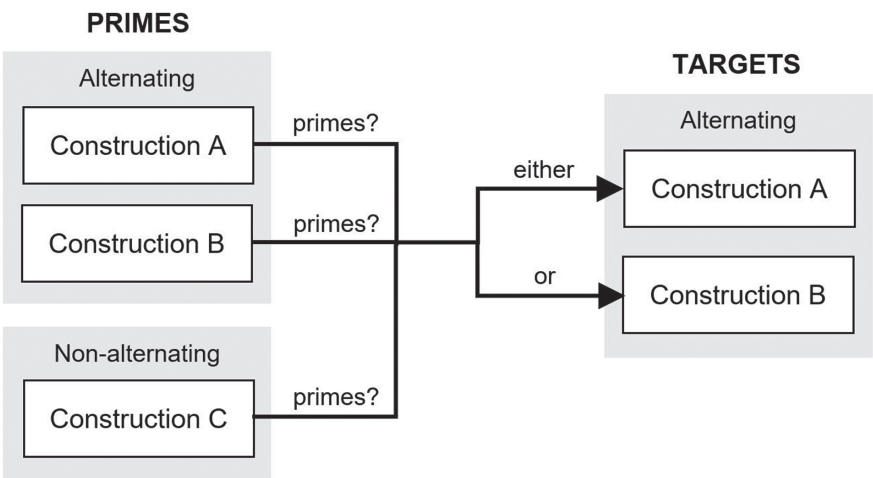 PRIMES
Alternating
Construction A
Construction B
Non-alternating
Construction C
primes?
primes?
primes?
either
or
TARGETS
Alternating
Construction A
Construction B